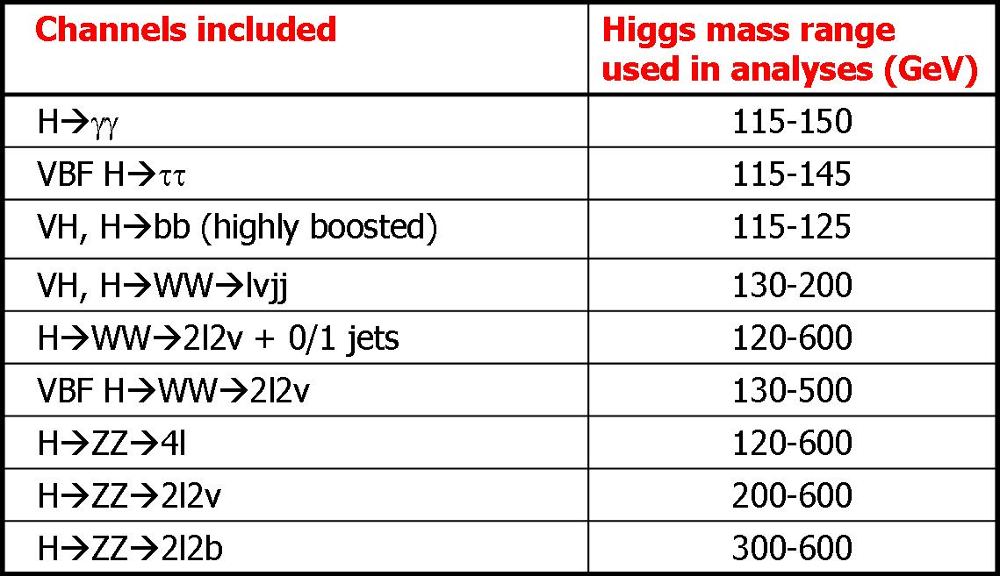 Channels included
Higgs mass range
used in analyses (GeV)
H→γγ 115-150
VBF H→ττ 115-145
VH, H→bb (highly boosted) 115-125
VH, H→WW→lvjj 130-200
H→WW→2l2v + 0/1 jets 120-600
VBF H→WW→2l2v 130-500
H→ZZ→4l 120-600
H→ZZ→2l2v 200-600
H→ZZ→2l2b 300-600